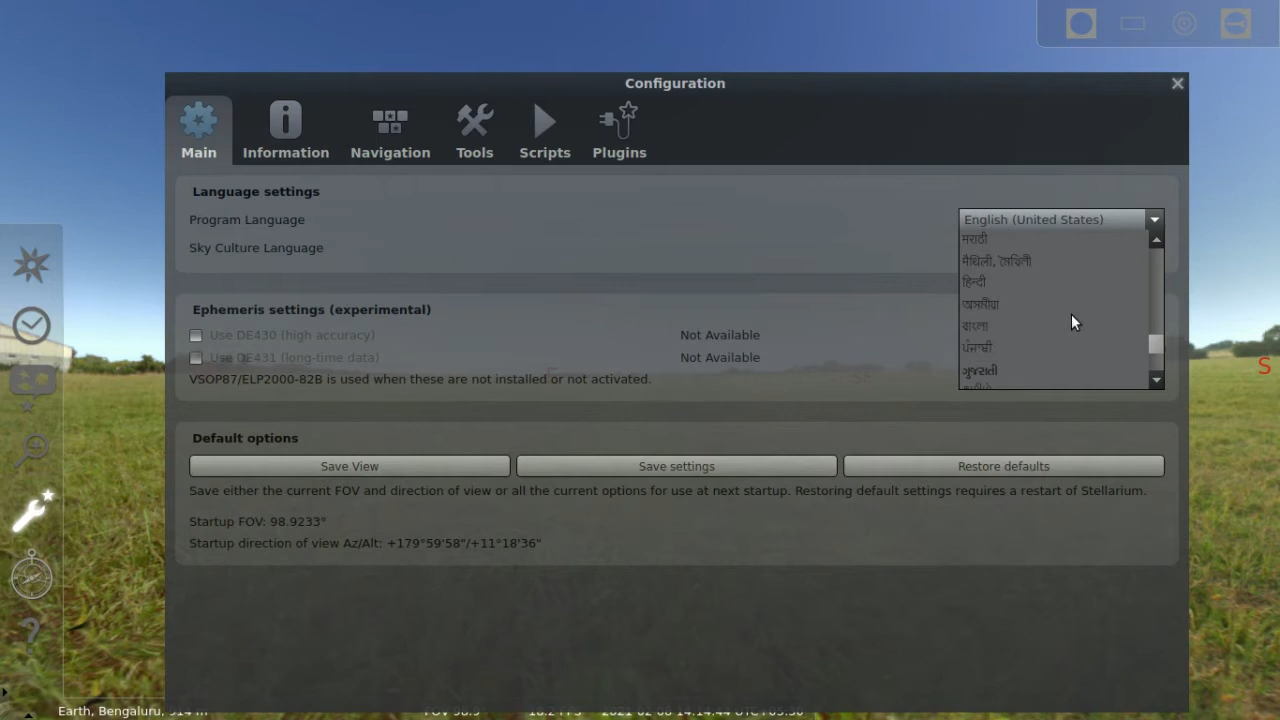 Configuration
Main
Information
Navigation
Tools
Scripts
Plugins
Language settings
Program Language
English (United States)
Sky Culture Language
मराठी
मैथिली, মৈথিলী
हिन्दी
অসমীয়া
বাংলা
ਪੰਜਾਬੀ
ગુજરાતી
Ephemeris settings (experimental)
Use DE430 (high accuracy)
Not Available
Use DE431 (long-time data)
Not Available
VSOP87/ELP2000-82B is used when these are not installed or not activated.
Default options
Save View
Save settings
Restore defaults
Save either the current FOV and direction of view or all the current options for use at next startup. Restoring default settings requires a restart of Stellarium.
Startup FOV: 98.9233°
Startup direction of view Az/Alt: +179°59'58"/+11°18'36"
S
Earth, Bengaluru,